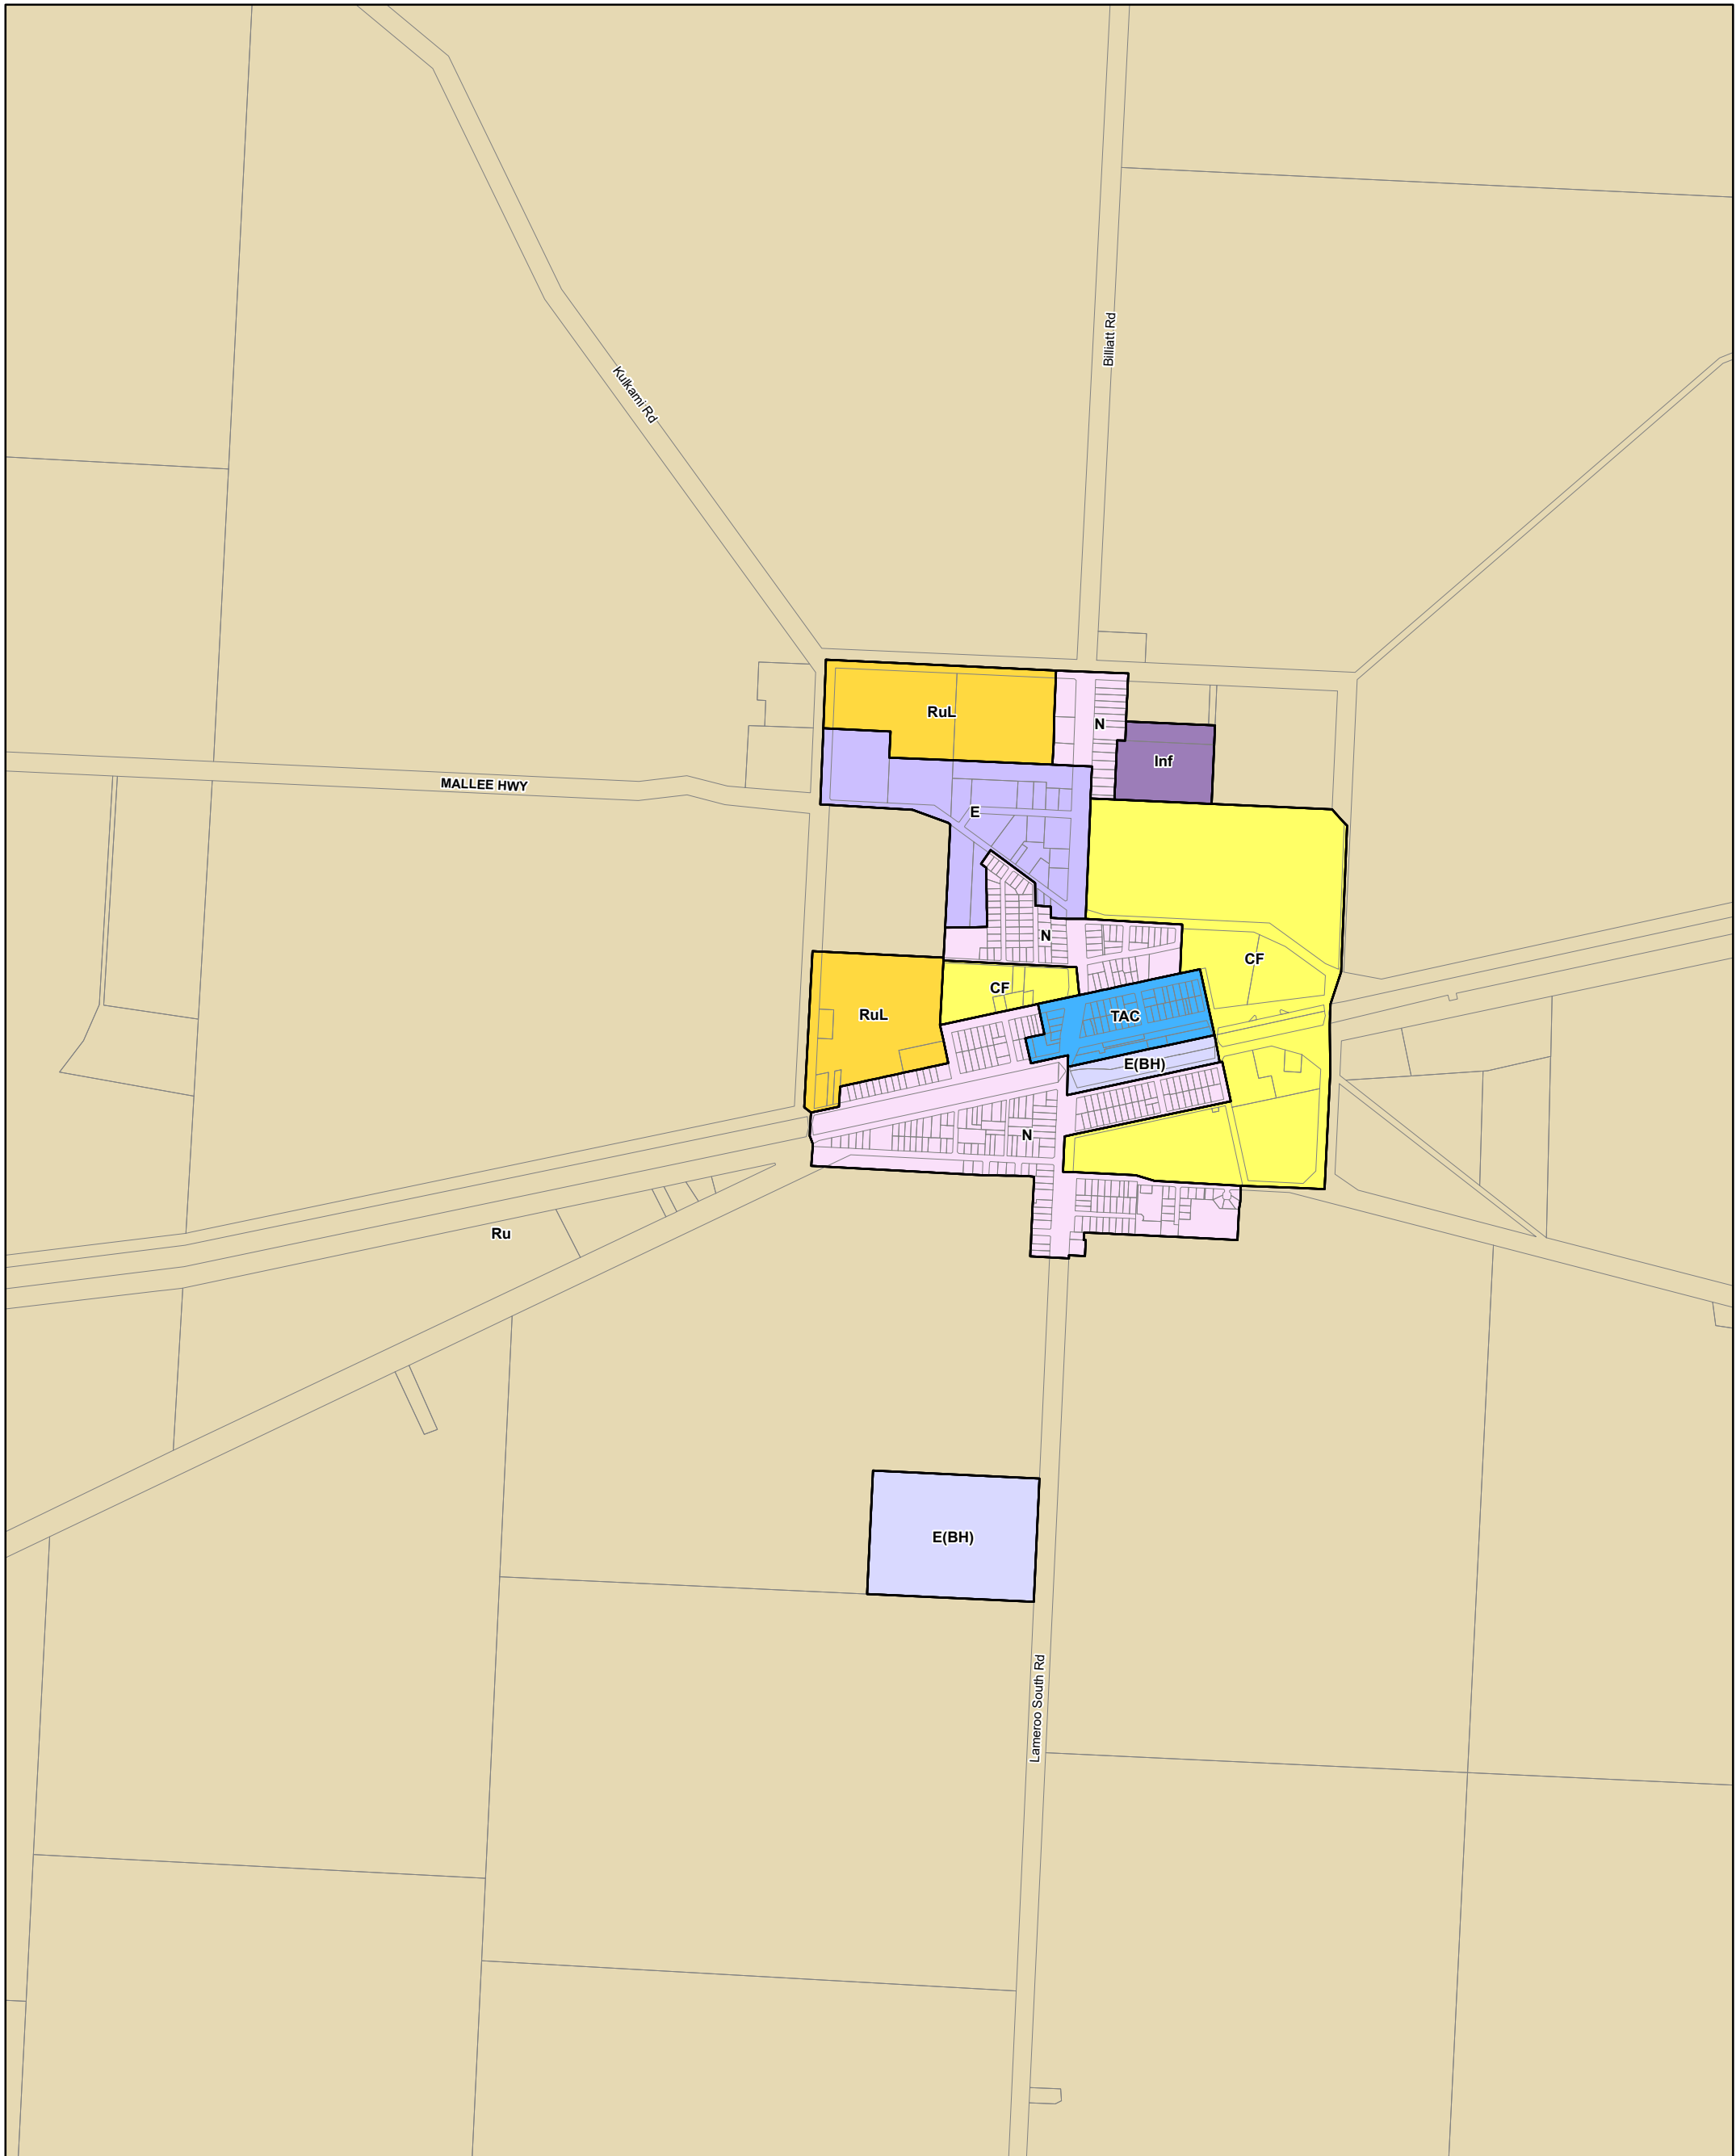 Billiatt Rd
Kulkami Rd
RuL
N
Inf
MALLEE HWY
E
N
CF
CF
RuL
TAC
E(BH)
N
Ru
E(BH)
Lameroo South Rd